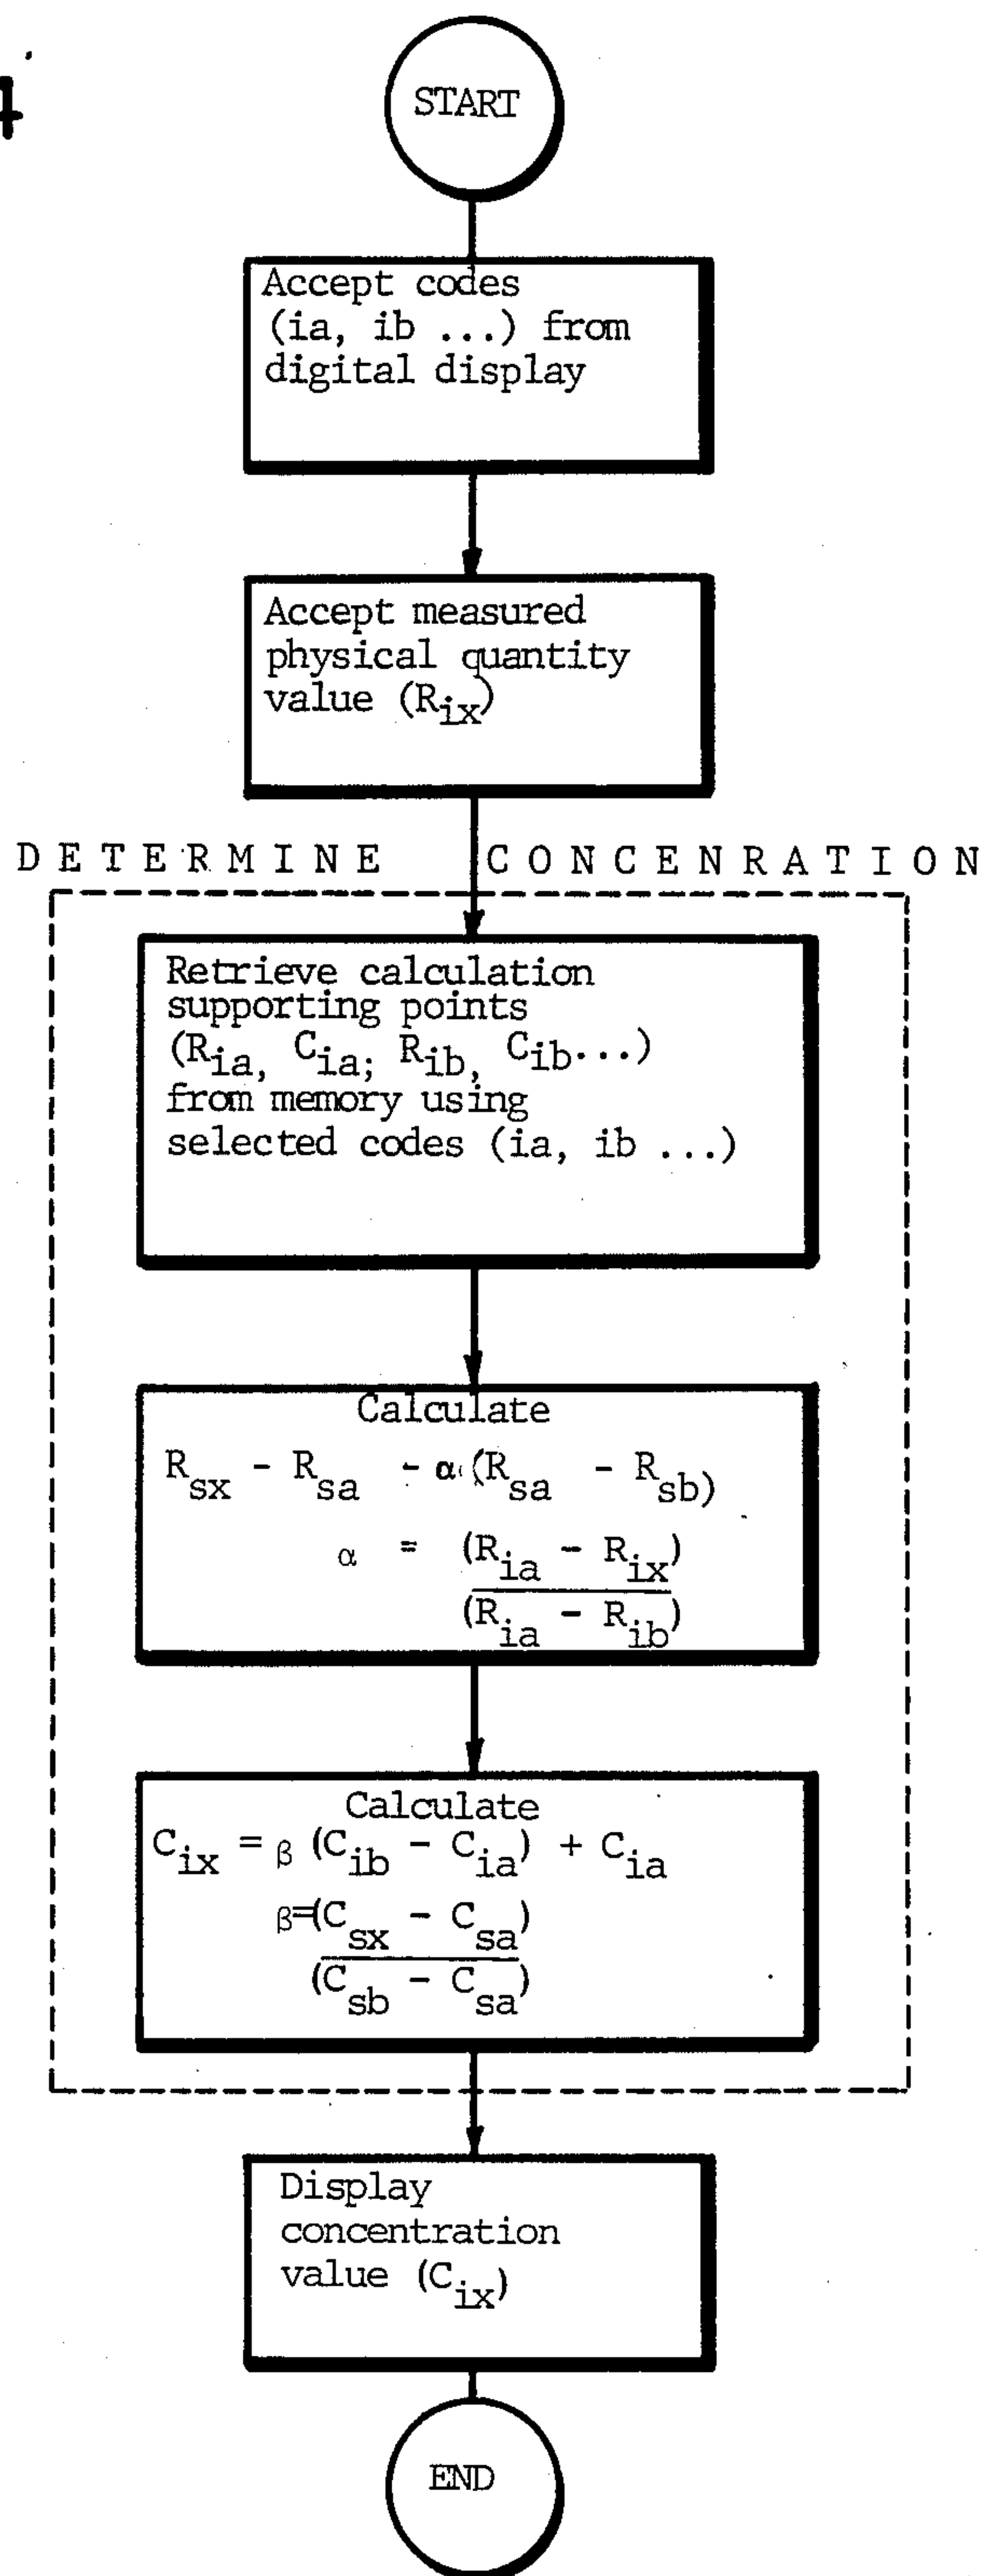 4
START
Accept codes
(ia, ib ...) from
digital display
Accept measured
physical quantity
value (Rix)
DETERMINE CONCENRATION
Retrieve calculation
supporting points
(Ria, Cia; Rib, Cib...)
from memory using
selected codes (ia, ib ...)
Calculate
Rsx - Rsa - α (Rsa - Rsb)
α = (Ria - Rix)
(Ria - Rib)
Calculate
Cix = β (Cib - Cia) + Cia
β=(Csx - Csa)
(Csb - Csa)
Display
concentration
value (Cix)
END